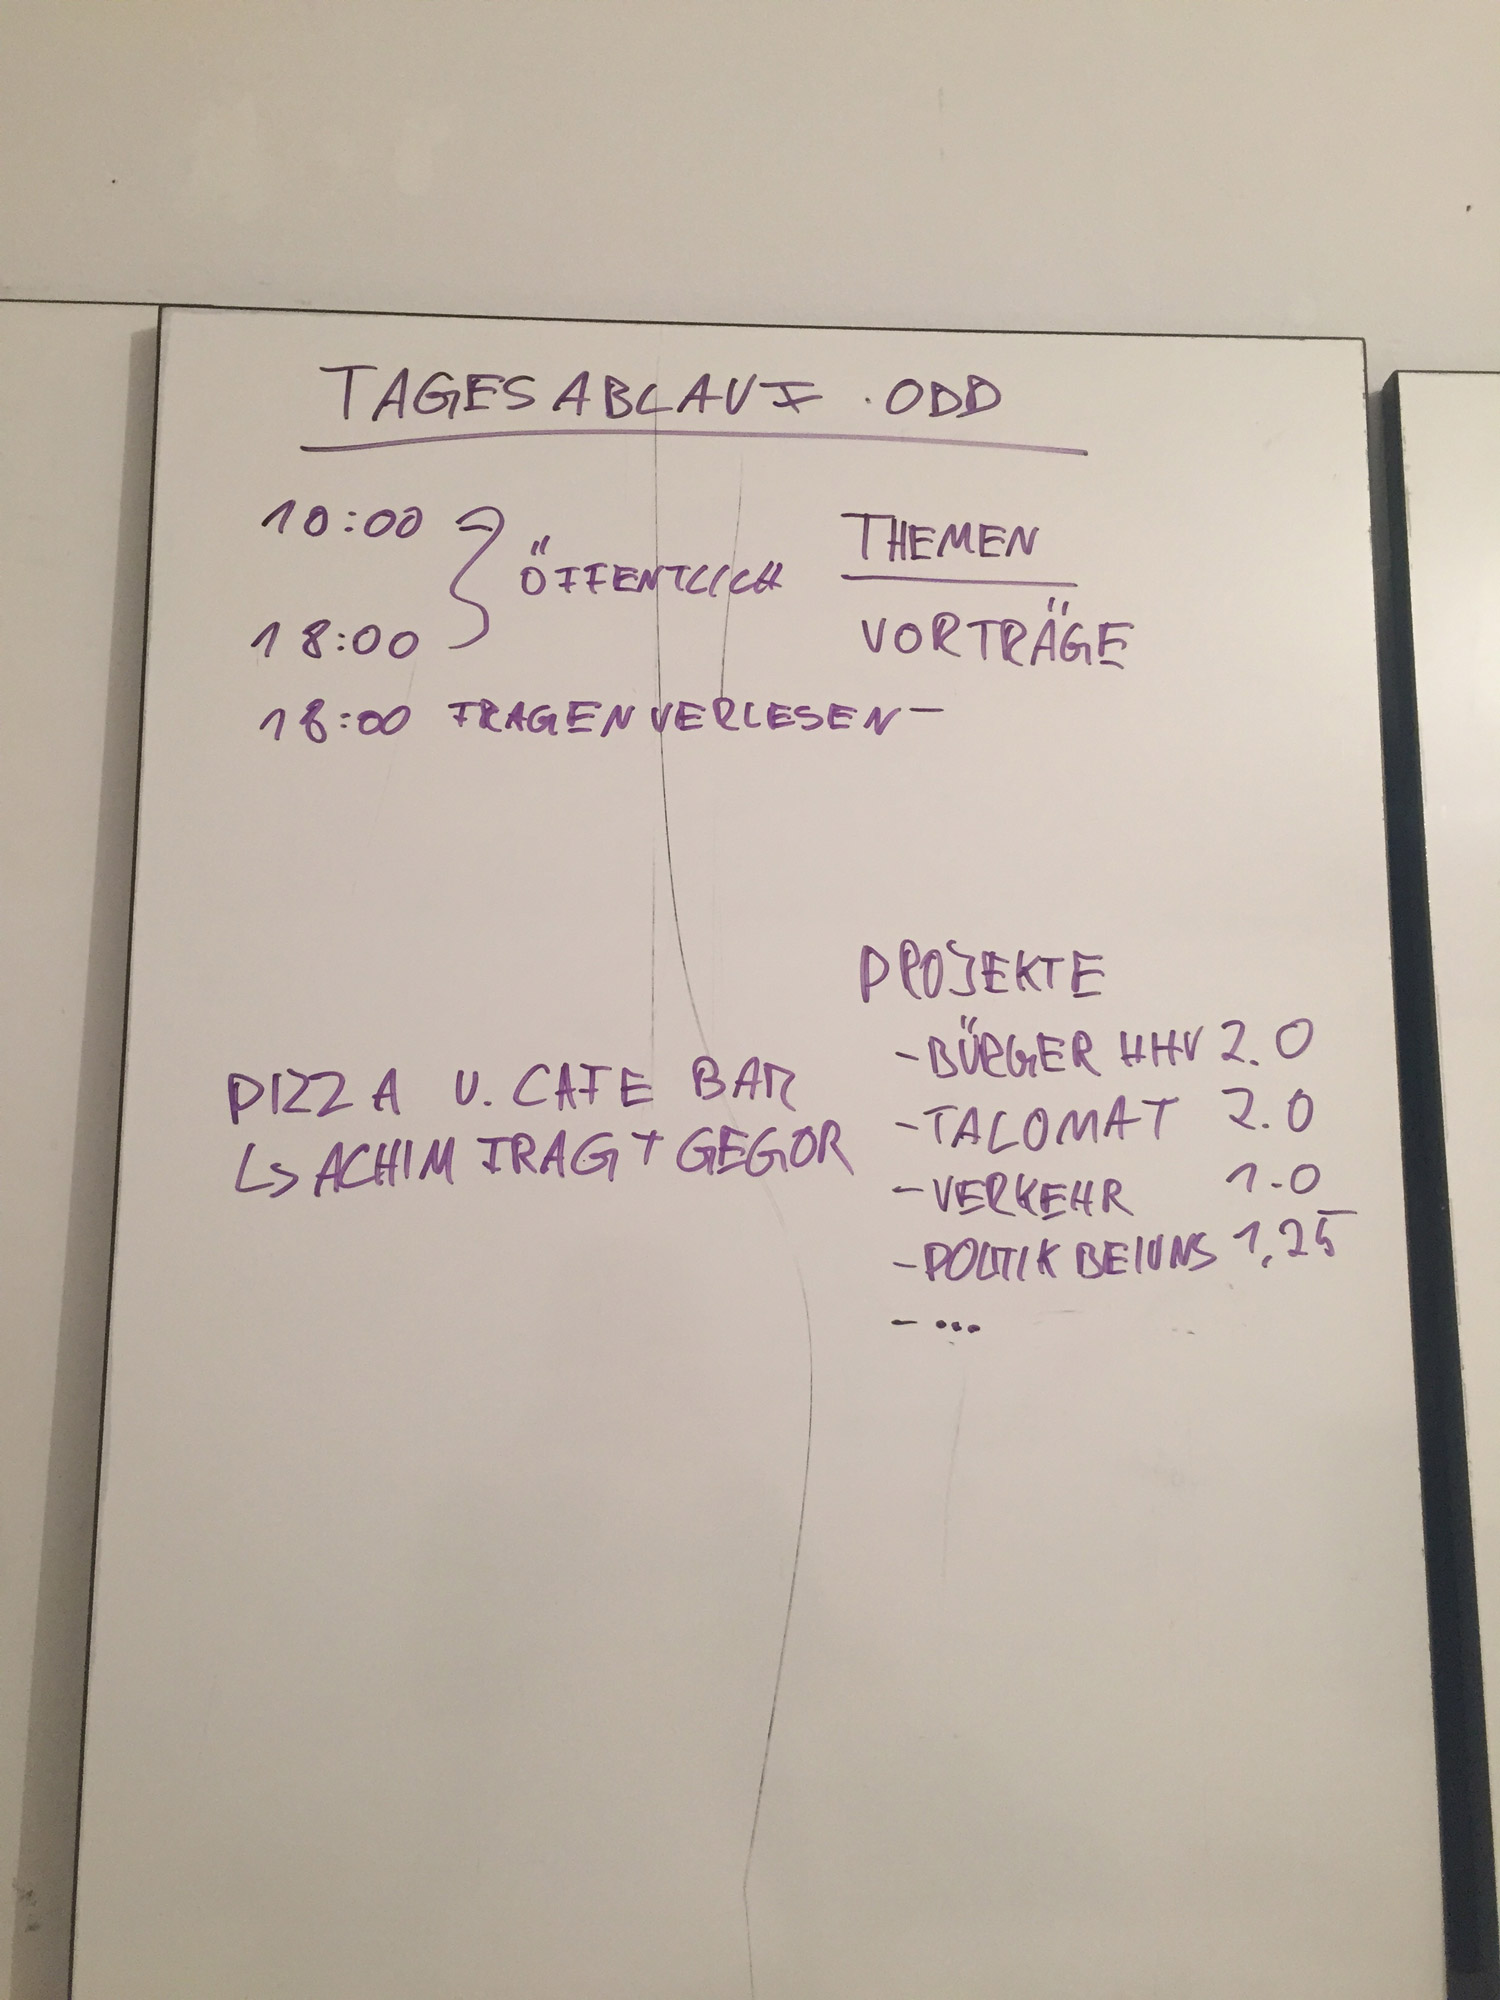 TAGESABLAUF . ODD
10:00
ÖFFENTLICH
18:00
18:00 FRAGEN VERLESEN –
THEMEN
VORTRÄGE
PIZZA U. CAFE BAR
↳ ACHIM FRAGT GEGOR
PROJEKTE
- BÜRGER HHV 2.0
- TALOMAT 2.0
- VERKEHR 1.0
- POLITIK BEI UNS 1,25
- ...